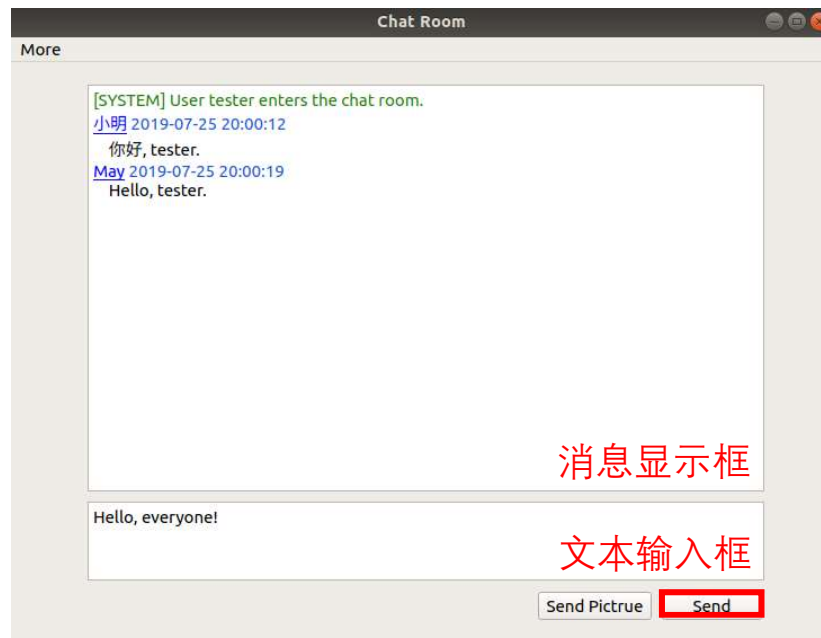 Chat Room
More
[SYSTEM] User tester enters the chat room.
小明 2019-07-25 20:00:12
你好, tester.
May 2019-07-25 20:00:19
Hello, tester.
消息显示框
Hello, everyone!
文本输入框
Send Pictrue
Send